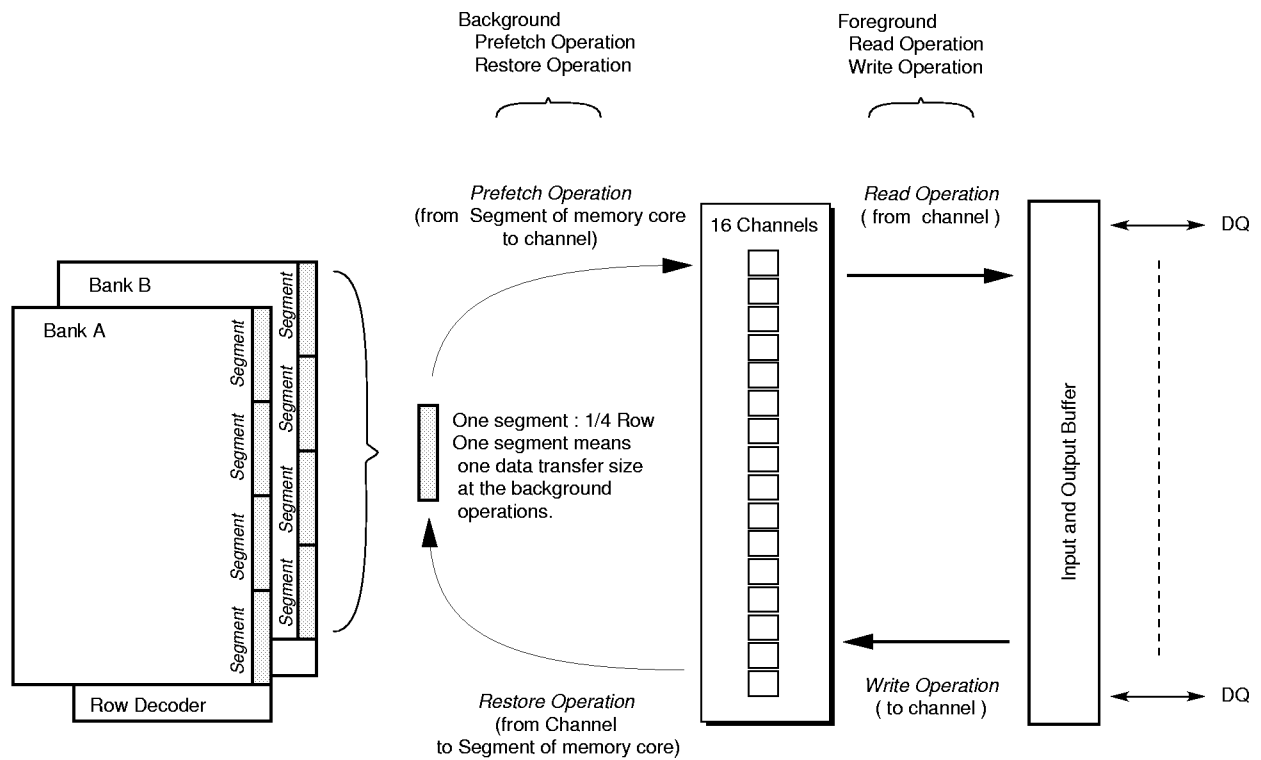 Background
Prefetch Operation
Restore Operation
Foreground
Read Operation
Write Operation
Prefetch Operation
(from Segment of memory core
to channel)
Read Operation
( from channel )
16 Channels
DQ
Bank B
Bank A
Segment
Segment
Segment
Segment
Segment
Segment
Segment
Segment
One segment : 1/4 Row
One segment means
one data transfer size
at the background
operations.
Input and Output Buffer
Row Decoder
Restore Operation
(from Channel
to Segment of memory core)
Write Operation
( to channel )
DQ